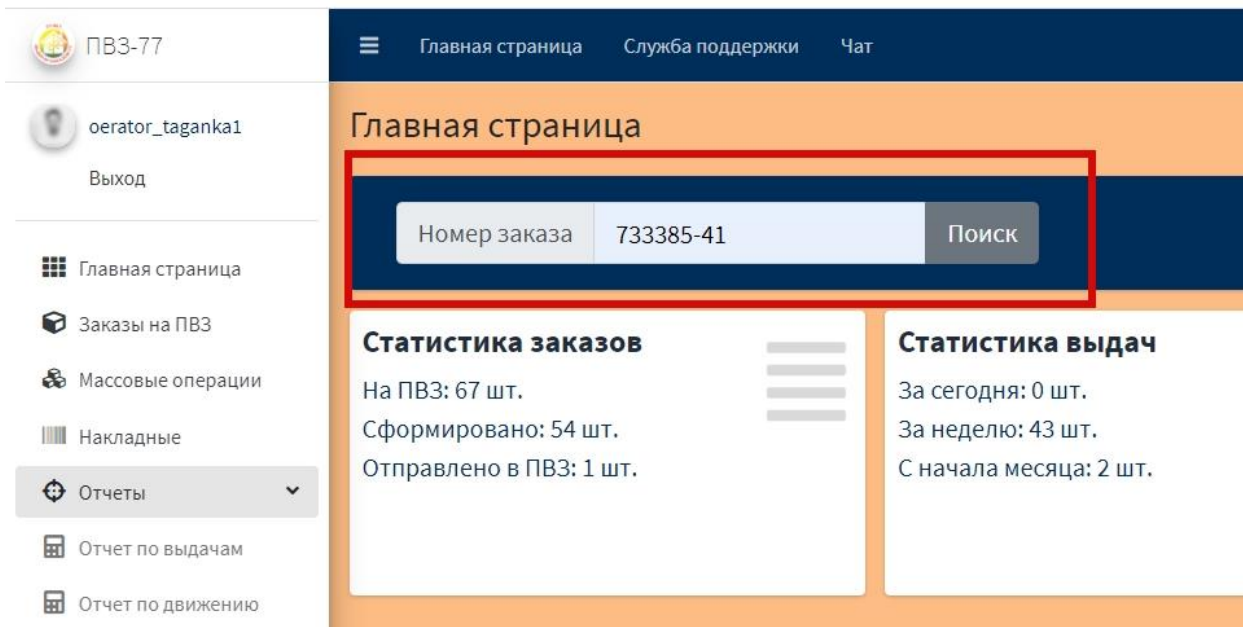 ПВЗ-77
Главная страница
Служба поддержки
Чат
oerator_taganka1
Выход
Главная страница
Номер заказа
733385-41
Поиск
Главная страница
Заказы на ПВЗ
Массовые операции
Накладные
Отчеты
Отчет по выдачам
Отчет по движению
Статистика заказов
На ПВЗ: 67 шт.
Сформировано: 54 шт.
Отправлено в ПВЗ: 1 шт.
Статистика выдач
За сегодня: 0 шт.
За неделю: 43 шт.
С начала месяца: 2 шт.